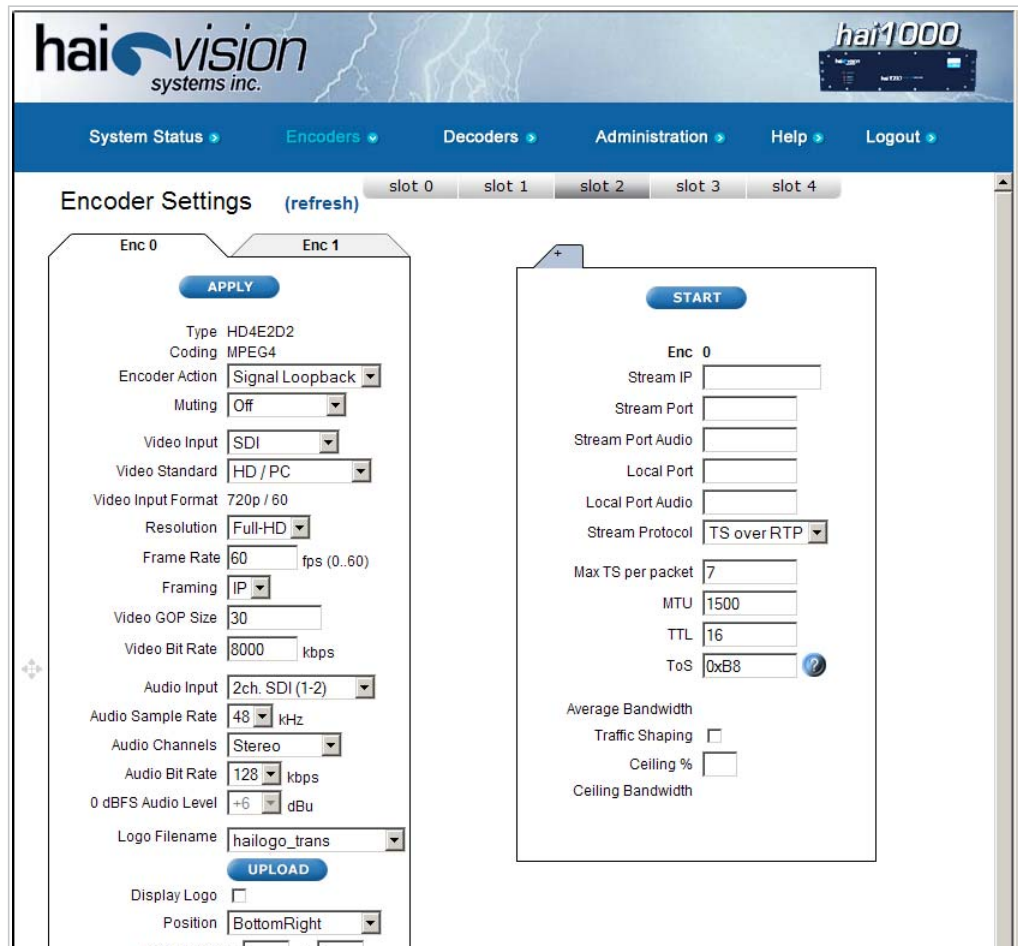 haivision
systems inc.
hai1000
System Status
Encoders
Decoders
Administration
Help
Logout
Encoder Settings (refresh)
slot 0
slot 1
slot 2
slot 3
slot 4
Enc 0
Enc 1
APPLY
Type HD4E2D2
Coding MPEG4
Encoder Action Signal Loopback
Muting Off
Video Input SDI
Video Standard HD / PC
Video Input Format 720p / 60
Resolution Full-HD
Frame Rate 60 fps (0..60)
Framing IP
Video GOP Size 30
Video Bit Rate 8000 kbps
Audio Input 2ch. SDI (1-2)
Audio Sample Rate 48 kHz
Audio Channels Stereo
Audio Bit Rate 128 kbps
0 dBFS Audio Level +6 dBu
Logo Filename hailogo_trans
UPLOAD
Display Logo
Position BottomRight
+
START
Enc 0
Stream IP
Stream Port
Stream Port Audio
Local Port
Local Port Audio
Stream Protocol TS over RTP
Max TS per packet 7
MTU 1500
TTL 16
ToS 0xB8 ?
Average Bandwidth
Traffic Shaping
Ceiling %
Ceiling Bandwidth